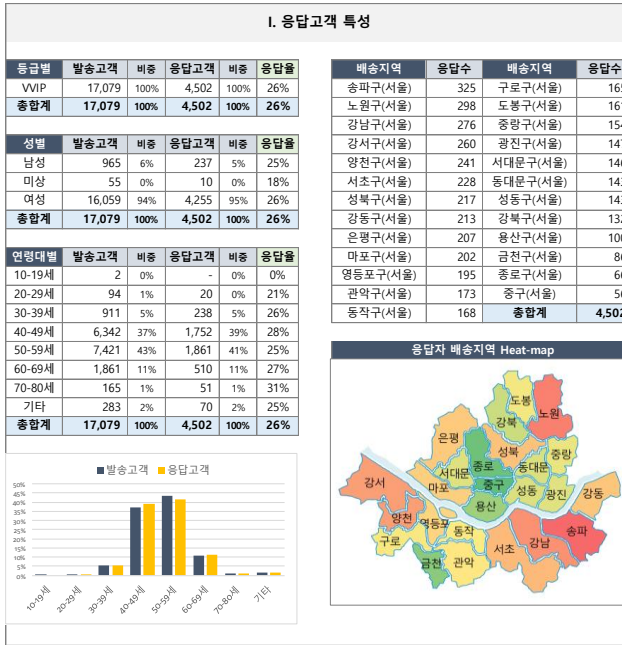 I. 응답고객 특성
등급별 발송고객 비중 응답고객 비중 응답율
VVIP 17,079 100% 4,502 100% 26%
총합계 17,079 100% 4,502 100% 26%
성별 발송고객 비중 응답고객 비중 응답율
남성 965 6% 237 5% 25%
미상 55 0% 10 0% 18%
여성 16,059 94% 4,255 95% 26%
총합계 17,079 100% 4,502 100% 26%
연령대별 발송고객 비중 응답고객 비중 응답율
10-19세 2 0% - 0% 0%
20-29세 94 1% 20 0% 21%
30-39세 911 5% 238 5% 26%
40-49세 6,342 37% 1,752 39% 28%
50-59세 7,421 43% 1,861 41% 25%
60-69세 1,861 11% 510 11% 27%
70-80세 165 1% 51 1% 31%
기타 283 2% 70 2% 25%
총합계 17,079 100% 4,502 100% 26%
발송고객 응답고객
50%
45%
40%
35%
30%
25%
20%
15%
10%
5%
0%
10-19세 20-29세 30-39세 40-49세 50-59세 60-69세 70-80세 기타
배송지역 응답수 배송지역 응답수
송파구(서울) 325 구로구(서울)
노원구(서울) 298 도봉구(서울)
강남구(서울) 276 중랑구(서울)
강서구(서울) 260 광진구(서울)
양천구(서울) 241 서대문구(서울)
서초구(서울) 228 동대문구(서울)
성북구(서울) 217 성동구(서울)
강동구(서울) 213 강북구(서울)
은평구(서울) 207 용산구(서울)
마포구(서울) 202 금천구(서울)
영등포구(서울) 195 종로구(서울)
관악구(서울) 173 중구(서울)
동작구(서울) 168 총합계 4,502
응답자 배송지역 Heat-map
도봉
노원
강북
은평
성북
중랑
종로
서대문
동대문
강서
마포
중구
성동
광진
강동
용산
양천
영등포
동작
송파
구로
서초
강남
금천
관악